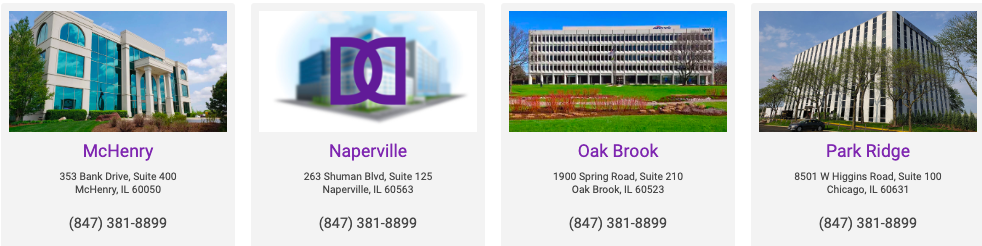 McHenry
353 Bank Drive, Suite 400
McHenry, IL 60050
(847) 381-8899
Naperville
263 Shuman Blvd, Suite 125
Naperville, IL 60563
(847) 381-8899
Oak Brook
1900 Spring Road, Suite 210
Oak Brook, IL 60523
(847) 381-8899
Park Ridge
8501 W Higgins Road, Suite 100
Chicago, IL 60631
(847) 381-8899